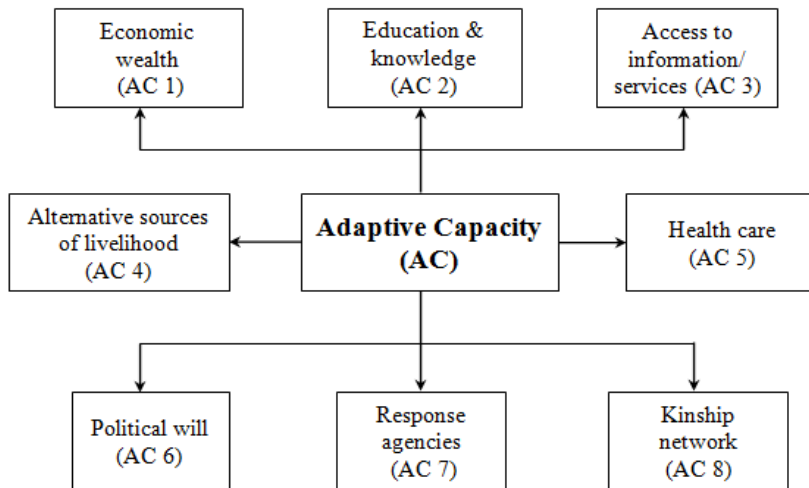 Economic
wealth
(AC 1)
Education &
knowledge
(AC 2)
Access to
information/
services (AC 3)
Alternative sources
of livelihood
(AC 4)
Adaptive Capacity
(AC)
Health care
(AC 5)
Political will
(AC 6)
Response
agencies
(AC 7)
Kinship
network
(AC 8)